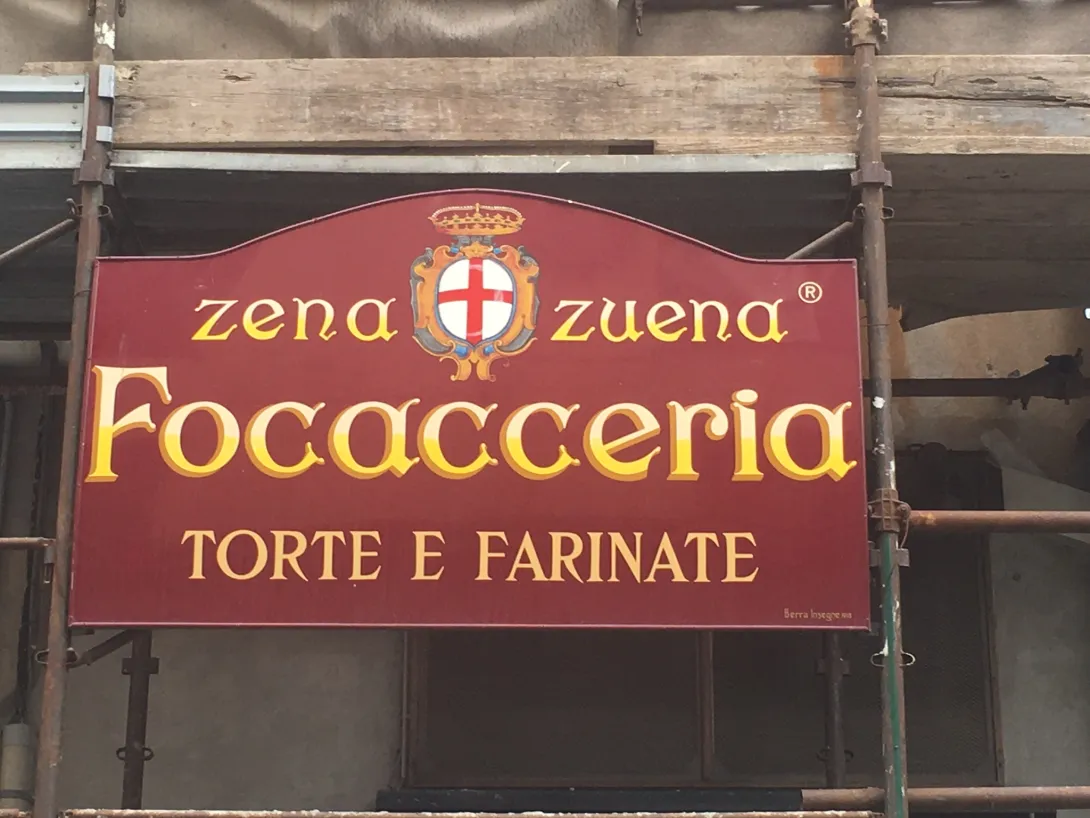 zena zuena ®
Focacceria
TORTE E FARINATE
Berra Insegne